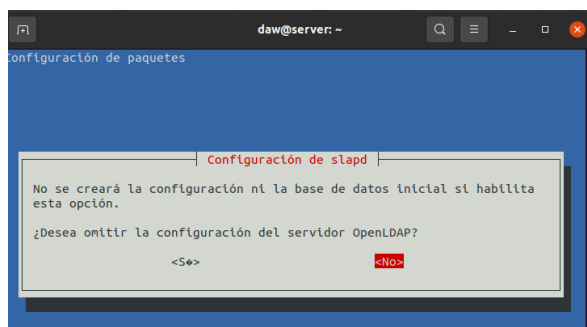 daw@server: ~
Configuración de paquetes
Configuración de slapd
No se creará la configuración ni la base de datos inicial si habilita
esta opción.
¿Desea omitir la configuración del servidor OpenLDAP?
<S�> <No>